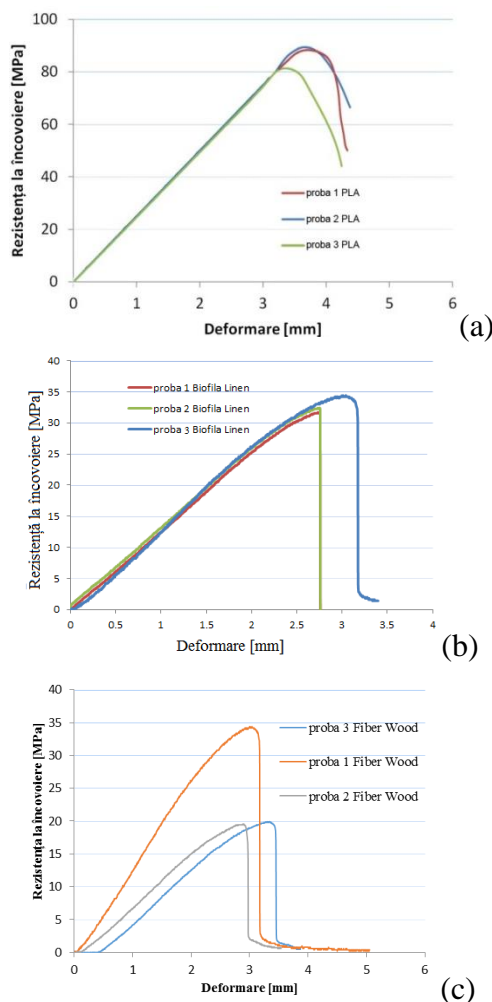 Rezistența la încovoiere [MPa]
100
80
60
40
20
0
proba 1 PLA
proba 2 PLA
proba 3 PLA
0 1 2 3 4 5 6
Deformare [mm]
(a)
Rezistență la încovoiere [MPa]
45
40
35
30
25
20
15
10
5
0
proba 1 Biofila Linen
proba 2 Biofila Linen
proba 3 Biofila Linen
0 0.5 1 1.5 2 2.5 3 3.5 4
Deformare [mm]
(b)
Rezistența la încovoiere [MPa]
40
35
30
25
20
15
10
5
0
proba 3 Fiber Wood
proba 1 Fiber Wood
proba 2 Fiber Wood
0 1 2 3 4 5 6
Deformare [mm]
(c)